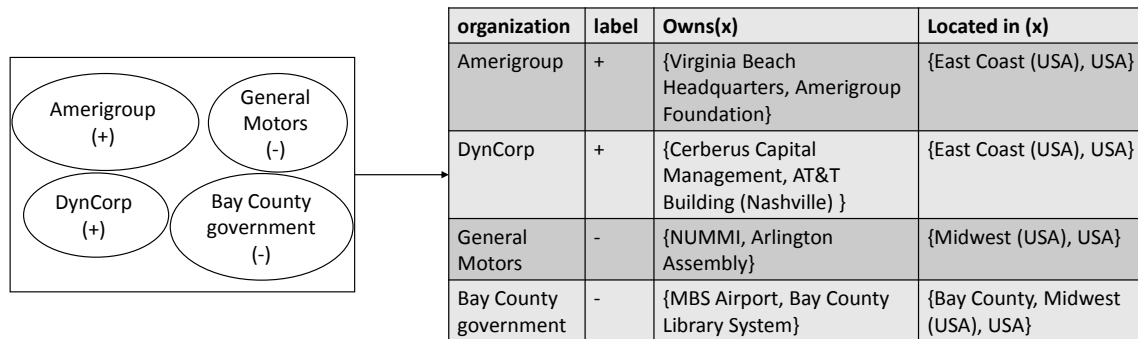 Amerigroup
(+)
General
Motors
(-)
DynCorp
(+)
Bay County
government
(-)
organization label Owns(x) Located in (x)
Amerigroup + {Virginia Beach {East Coast (USA), USA}
Headquarters, Amerigroup
Foundation}
DynCorp + {Cerberus Capital {East Coast (USA), USA}
Management, AT&T
Building (Nashville) }
General - {NUMMI, Arlington {Midwest (USA), USA}
Motors Assembly}
Bay County - {MBS Airport, Bay County {Bay County, Midwest
government Library System} (USA), USA}